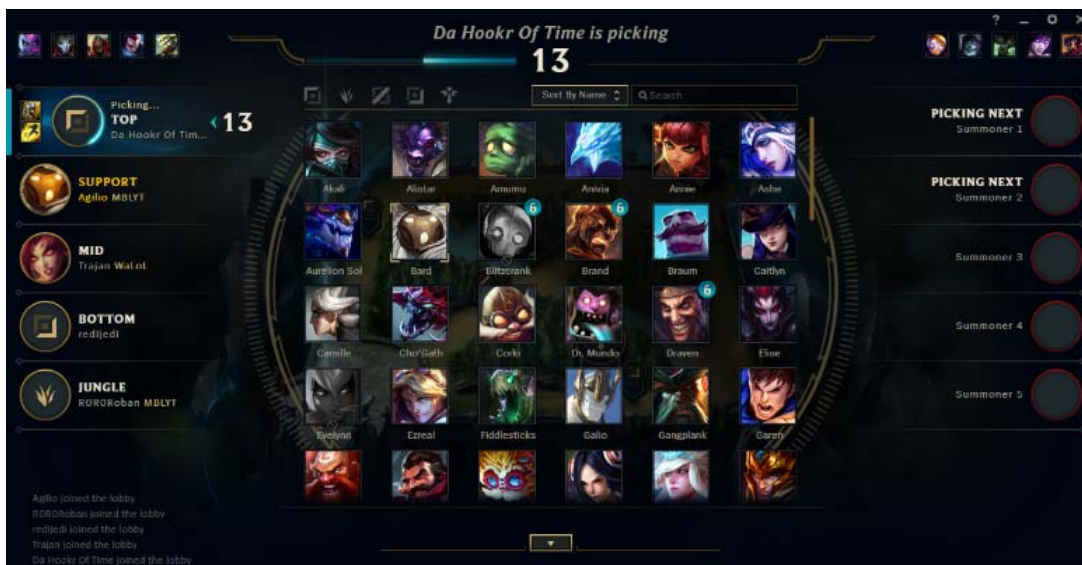 Da Hookr Of Time is picking
13
?
Picking...
TOP
Da Hookr Of Tim...
13
SUPPORT
Agilio MBLYT
MID
Trajan WaLoL
BOTTOM
redljedi
JUNGLE
RORORoban MBLYT
Sort By Name
Search
Akali
Alistar
Amumu
Anivia
Annie
Ashe
Aurelion Sol
Bard
Blitzcrank
6
Brand
6
Braum
Caitlyn
Camille
Cho'Gath
Corki
Dr. Mundo
Draven
6
Elise
Evelynn
Ezreal
Fiddlesticks
Galio
Gangplank
Garen
PICKING NEXT
Summoner 1
PICKING NEXT
Summoner 2
Summoner 3
Summoner 4
Summoner 5
Agilio joined the lobby
RORORoban joined the lobby
redljedi joined the lobby
Trajan joined the lobby
Da Hookr Of Time joined the lobby